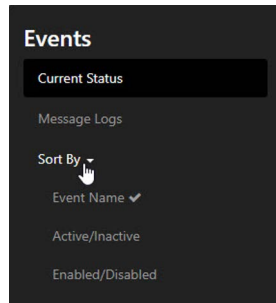 Events
Current Status
Message Logs
Sort By
Event Name ✔
Active/Inactive
Enabled/Disabled